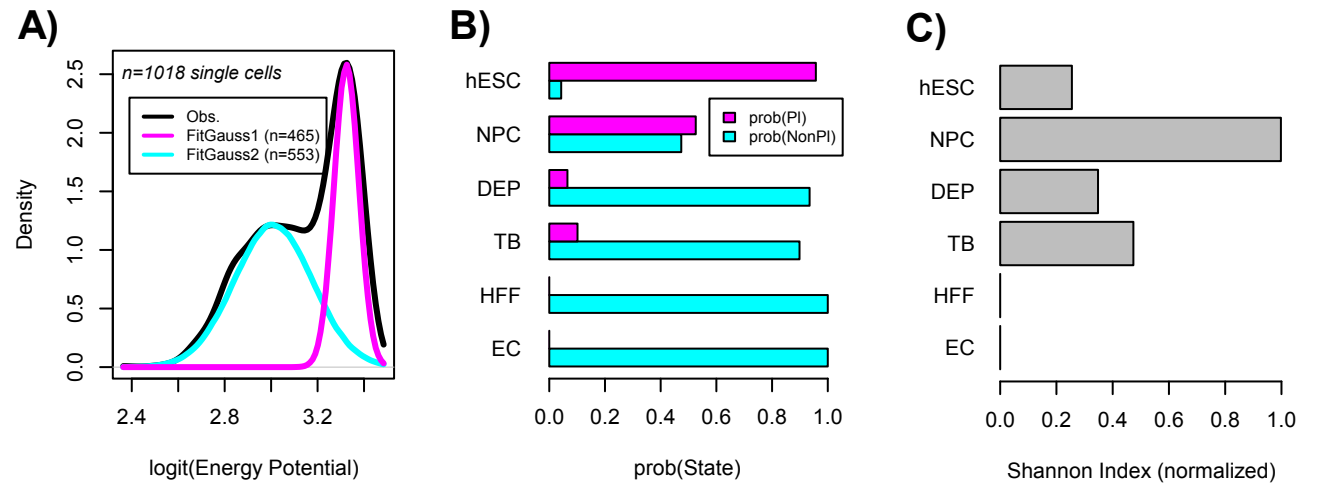 A)
n=1018 single cells
Obs.
FitGauss1 (n=465)
FitGauss2 (n=553)
Density
0.0 0.5 1.0 1.5 2.0 2.5
2.4 2.8 3.2
logit(Energy Potential)
B)
hESC
NPC
DEP
TB
HFF
EC
prob(PI)
prob(NonPI)
0.0 0.2 0.4 0.6 0.8 1.0
prob(State)
C)
hESC
NPC
DEP
TB
HFF
EC
0.0 0.2 0.4 0.6 0.8 1.0
Shannon Index (normalized)